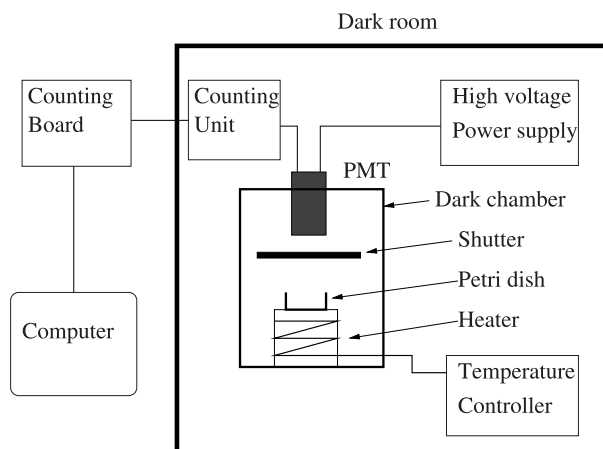 Dark room
Counting
Board
Counting
Unit
High voltage
Power supply
PMT
Dark chamber
Shutter
Petri dish
Heater
Computer
Temperature
Controller